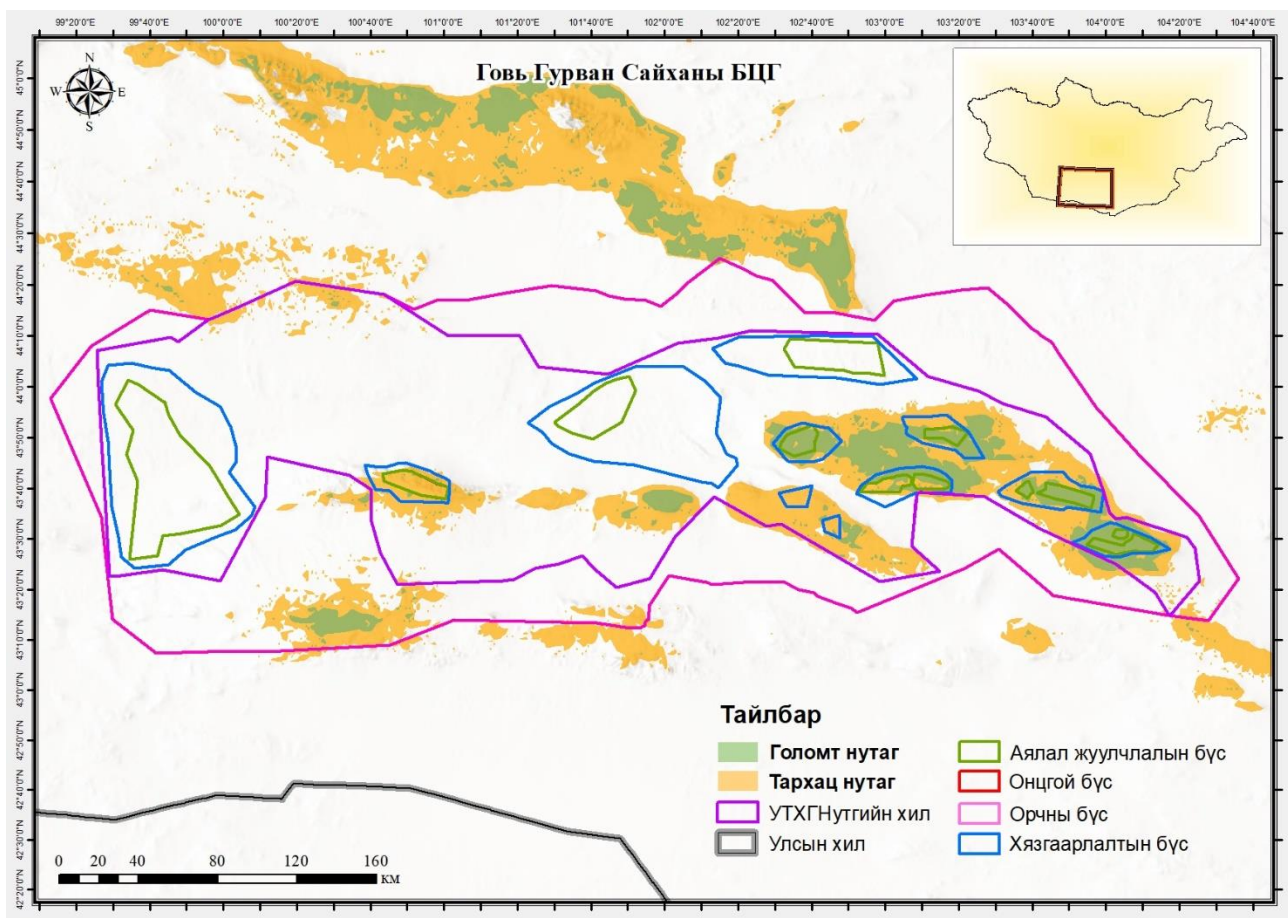 99°20'0"E 99°40'0"E 100°0'0"E 100°20'0"E 100°40'0"E 101°0'0"E 101°20'0"E 101°40'0"E 102°0'0"E 102°20'0"E 102°40'0"E 103°0'0"E 103°20'0"E 103°40'0"E 104°0'0"E 104°20'0"E 104°40'0"E
Говь Гурван Сайханы БЦГ
N
W E
S
45°0'0"N
44°50'0"N
44°40'0"N
44°30'0"N
44°20'0"N
44°10'0"N
44°0'0"N
43°50'0"N
43°40'0"N
43°30'0"N
43°20'0"N
43°10'0"N
43°0'0"N
42°50'0"N
42°40'0"N
42°30'0"N
42°20'0"N
Тайлбар
Голомт нутаг
Тархац нутаг
УТХГНутгийн хил
Улсын хил
Аялал жуулчлалын бүс
Онцгой бүс
Орчны бүс
Хязгаарлалтын бүс
0 20 40 80 120 160
КМ